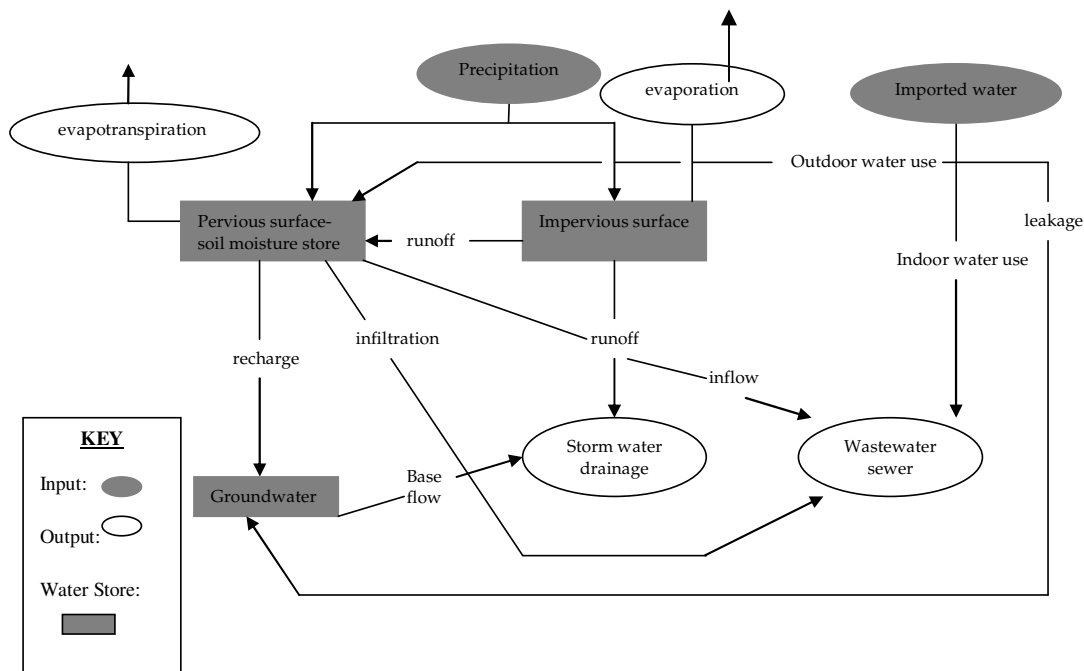 Precipitation
evaporation
Imported water
evapotranspiration
Outdoor water use
Pervious surface-
soil moisture store
Impervious surface
leakage
runoff
Indoor water use
infiltration
runoff
recharge
inflow
KEY
Input:
Output:
Water Store:
Storm water
drainage
Wastewater
sewer
Base
flow
Groundwater